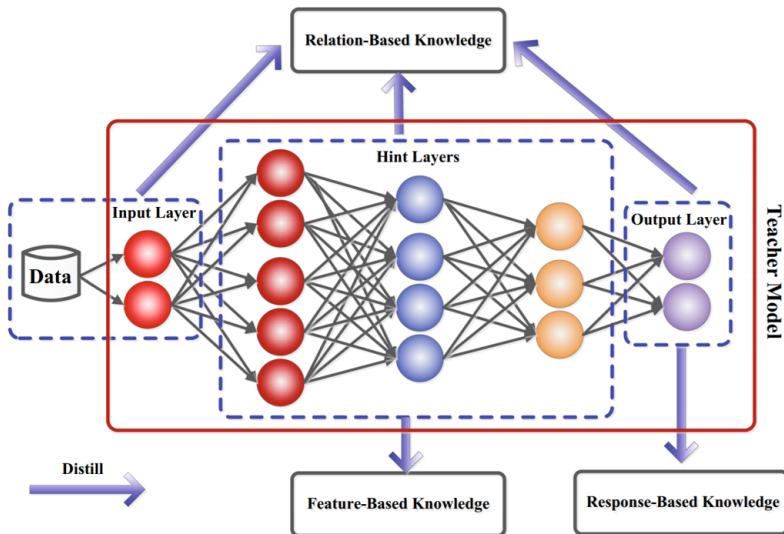 Relation-Based Knowledge
Hint Layers
Input Layer
Output Layer
Data
Teacher Model
Distill
Feature-Based Knowledge
Response-Based Knowledge